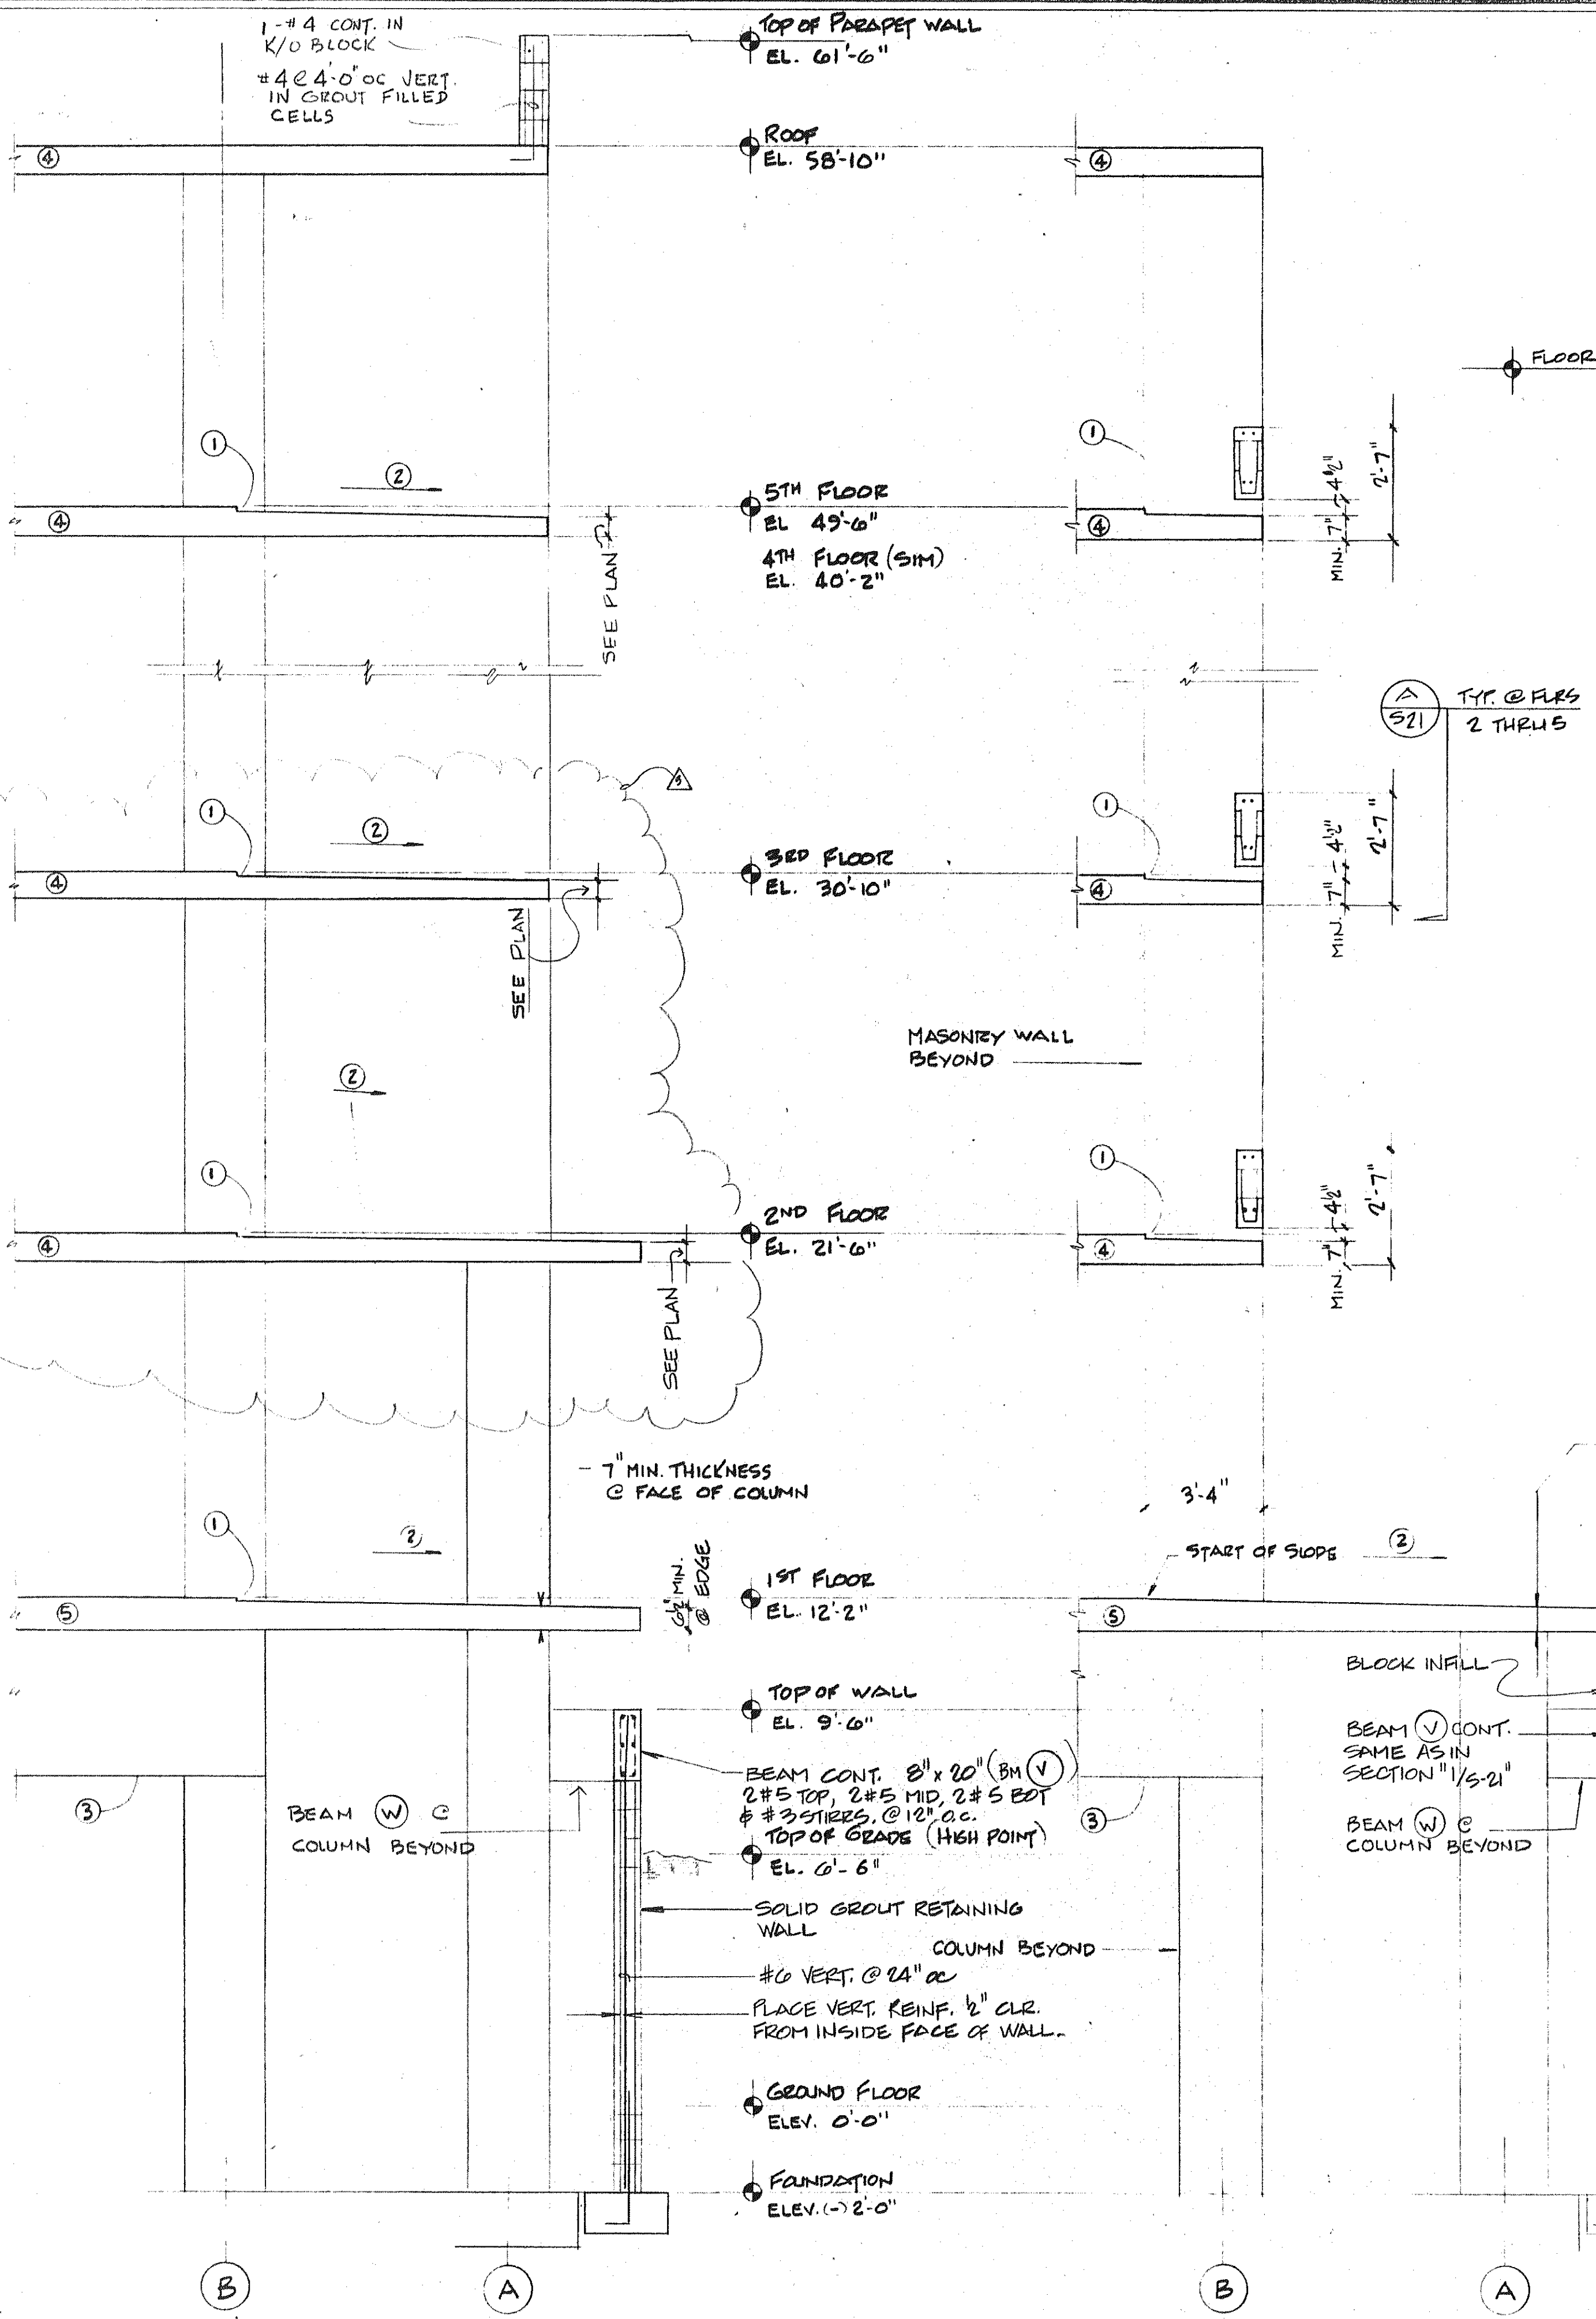 1-#4 CONT. IN
K/O BLOCK
#4@4'-0" OC VERT.
IN GROUT FILLED
CELLS
TOP OF PARAPET WALL
EL. 61'-6"
4
ROOF
EL. 58'-10"
4
FLOOR
1
2
4
SEE PLAN
5TH FLOOR
EL 49'-6"
4TH FLOOR (SIM)
EL. 40'-2"
1
4
MIN. 7"
4½"
2'-7"
A
S21
TYP. @ FLRS
2 THRU 5
1
2
4
SEE PLAN
3RD FLOOR
EL. 30'-10"
1
4
MIN. 7"
4½"
2'-7"
MASONRY WALL
BEYOND
2
1
4
SEE PLAN
2ND FLOOR
EL. 21'-6"
1
4
MIN. 7"
4½"
2'-7"
7" MIN. THICKNESS
@ FACE OF COLUMN
1
2
5
6½" MIN.
@ EDGE
1ST FLOOR
EL. 12'-2"
3'-4"
START OF SLOPE
2
5
TOP OF WALL
EL. 9'-6"
BEAM CONT. 8" x 20" (BM V)
2#5 TOP, 2#5 MID, 2#5 BOT
& #3 STIRRS. @ 12" O.C.
3
BEAM W @
COLUMN BEYOND
TOP OF GRADE (HIGH POINT)
EL. 6'-6"
3
BLOCK INFILL
BEAM V CONT.
SAME AS IN
SECTION "1/S-21"
BEAM W @
COLUMN BEYOND
SOLID GROUT RETAINING
WALL
COLUMN BEYOND
#6 VERT. @ 24" OC
PLACE VERT. REINF. ½" CLR.
FROM INSIDE FACE OF WALL.
GROUND FLOOR
ELEV. 0'-0"
FOUNDATION
ELEV. (-) 2'-0"
B
A
B
A